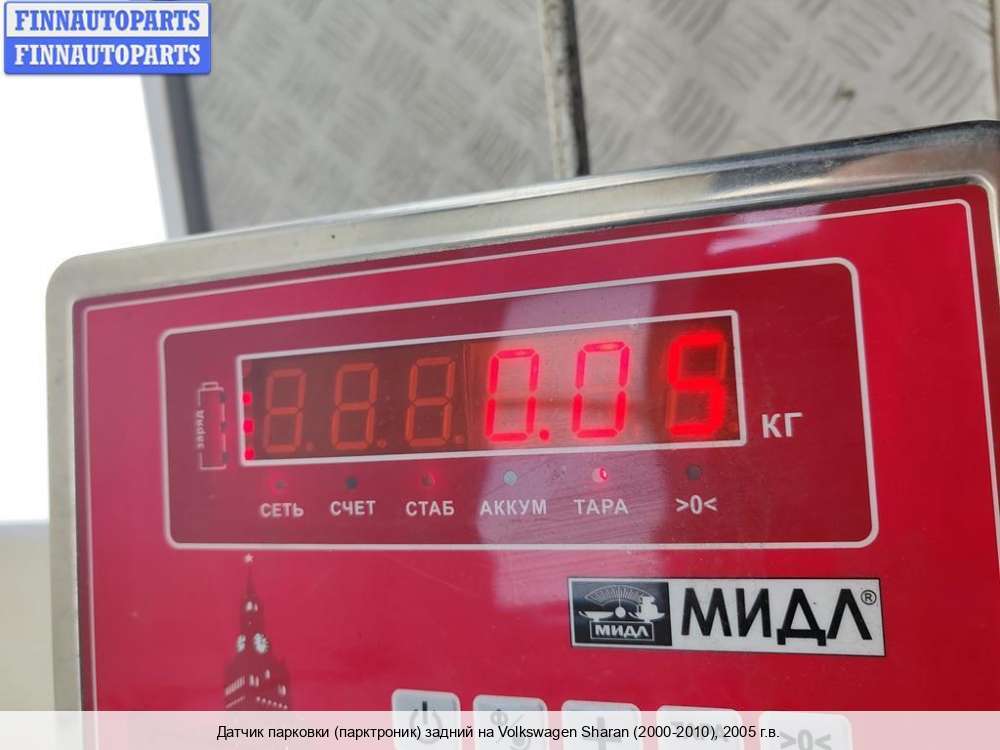 FINNAUTOPARTS
FINNAUTOPARTS
заряд
0.05
КГ
СЕТЬ СЧЕТ СТАБ АККУМ ТАРА >0<
МИДЛ
МИДЛ®
>0<
Датчик парковки (парктроник) задний на Volkswagen Sharan (2000-2010), 2005 г.в.